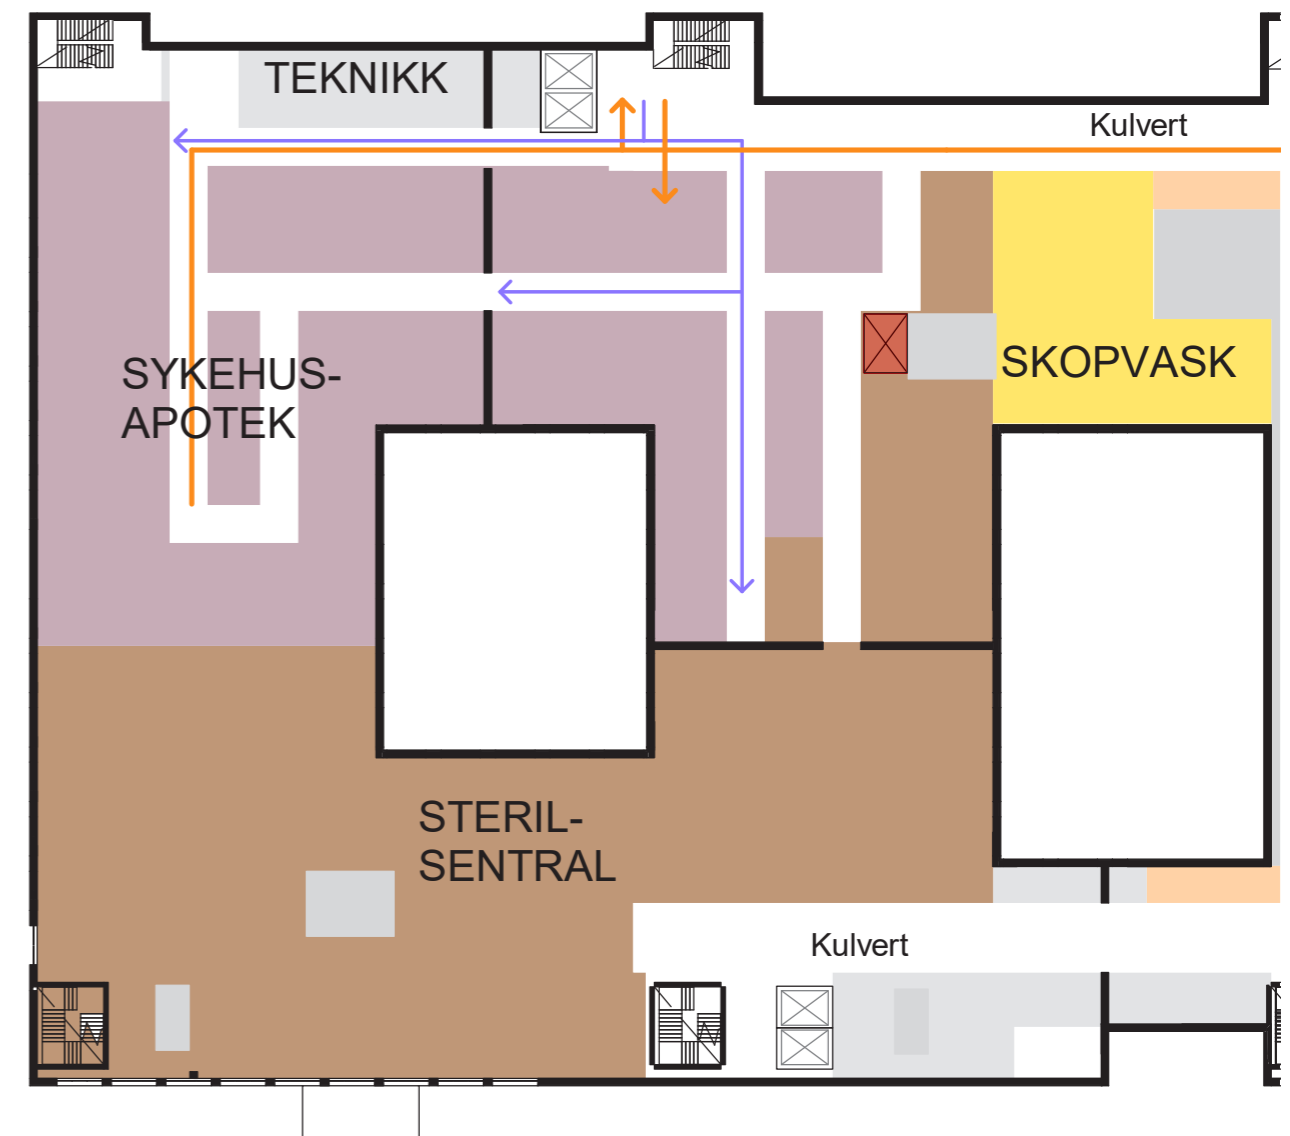 TEKNIKK
Kulvert
SYKEHUS-
APOTEK
SKOPVASK
STERIL-
SENTRAL
Kulvert